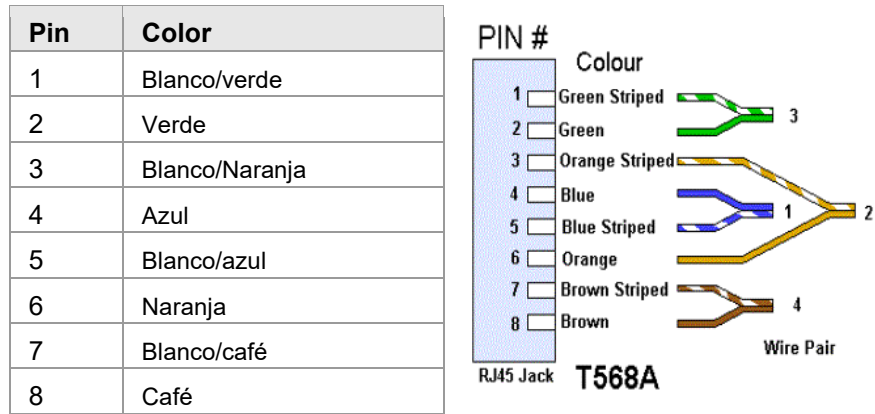 Pin Color
1 Blanco/verde
2 Verde
3 Blanco/Naranja
4 Azul
5 Blanco/azul
6 Naranja
7 Blanco/café
8 Café
PIN #
Colour
1 Green Striped
2 Green
3 Orange Striped
4 Blue
5 Blue Striped
6 Orange
7 Brown Striped
8 Brown
3
1
2
4
Wire Pair
RJ45 Jack T568A